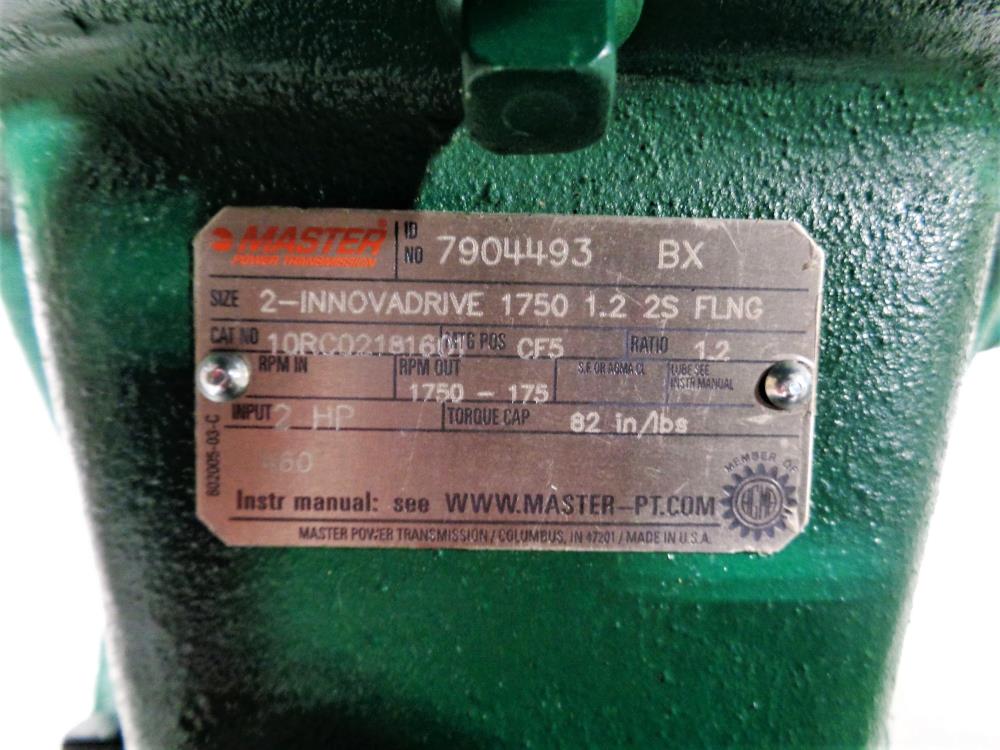 MASTER
POWER TRANSMISSION
ID NO 7904493 BX
SIZE 2-INNOVADRIVE 1750 1.2 2S FLNG
CAT NO MTG POS CF5 RATIO 1.2
RPM IN RPM OUT 1750 - 175 S.F. OR AGMA CL LUBE SEE INSTR MANUAL
INPUT 2 HP TORQUE CAP 82 in/lbs
460
802005-03-C
Instr manual: see WWW.MASTER-PT.COM
MEMBER OF
AGMA
MASTER POWER TRANSMISSION / COLUMBUS, IN 47201 / MADE IN U.S.A.